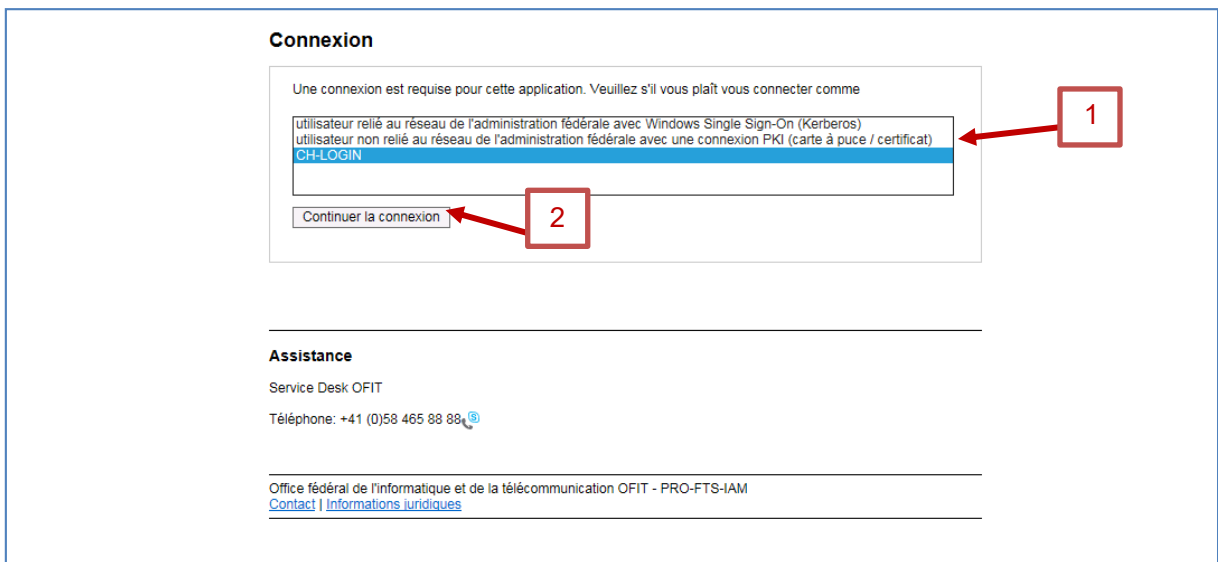 Connexion
Une connexion est requise pour cette application. Veuillez s'il vous plaît vous connecter comme
utilisateur relié au réseau de l'administration fédérale avec Windows Single Sign-On (Kerberos)
utilisateur non relié au réseau de l'administration fédérale avec une connexion PKI (carte à puce / certificat)
CH-LOGIN
1
Continuer la connexion
2
Assistance
Service Desk OFIT
Téléphone: +41 (0)58 465 88 88
Office fédéral de l'informatique et de la télécommunication OFIT - PRO-FTS-IAM
Contact | Informations juridiques